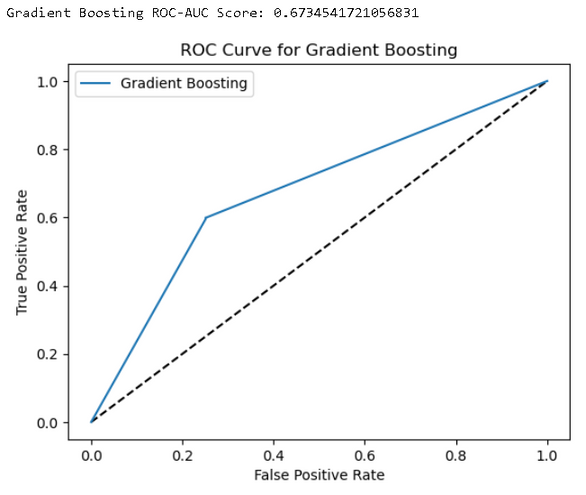 Gradient Boosting ROC-AUC Score: 0.6734541721056831
ROC Curve for Gradient Boosting
Gradient Boosting
1.0
0.8
0.6
0.4
0.2
0.0
True Positive Rate
0.0 0.2 0.4 0.6 0.8 1.0
False Positive Rate